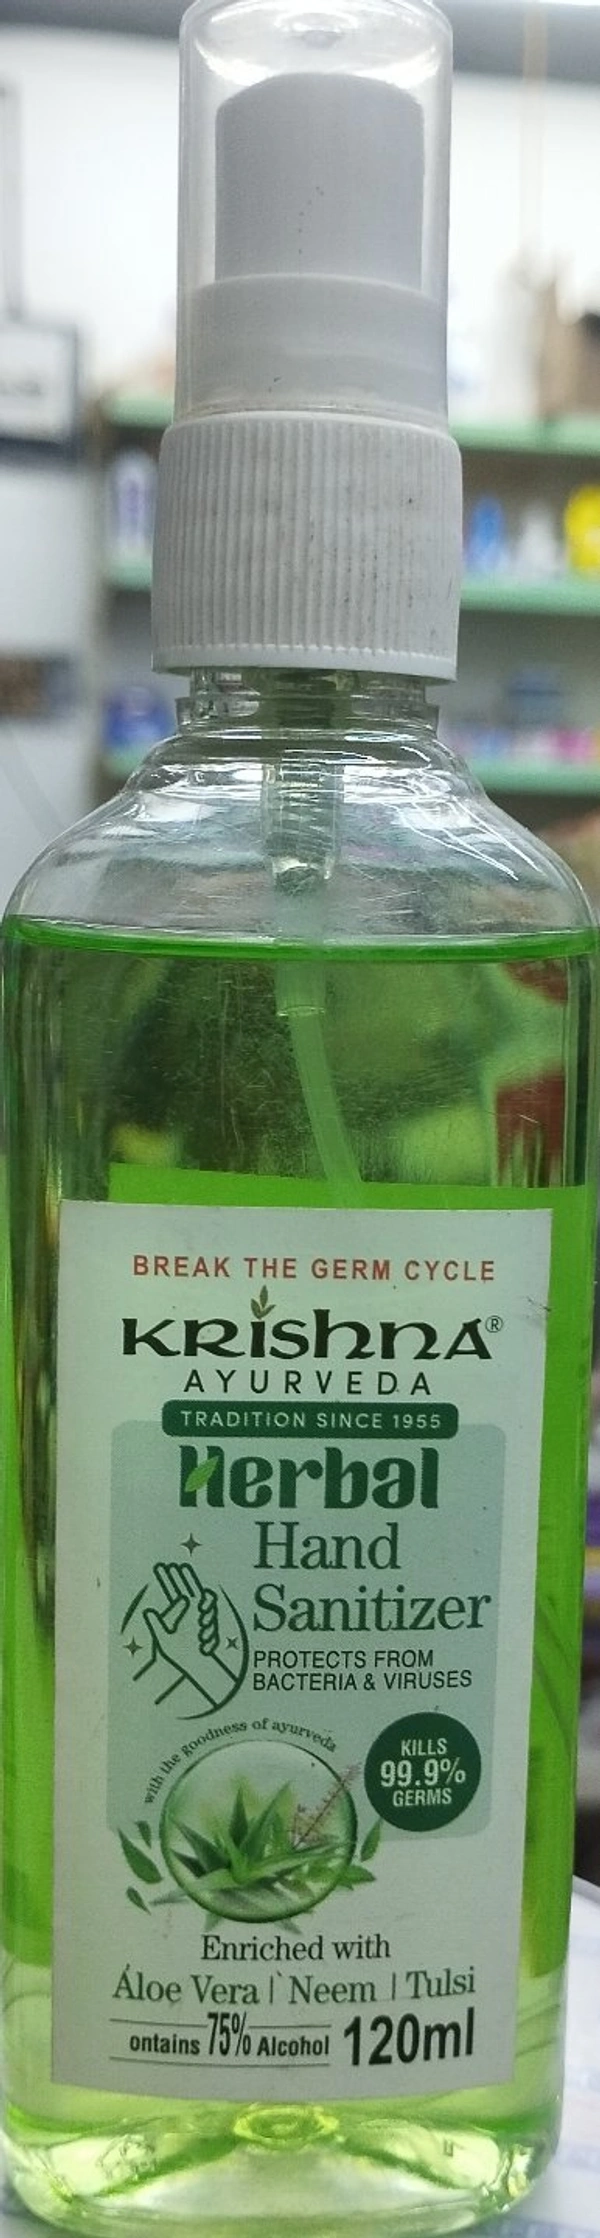 BREAK THE GERM CYCLE
KRISHNA®
AYURVEDA
TRADITION SINCE 1955
Herbal
Hand
Sanitizer
PROTECTS FROM
BACTERIA & VIRUSES
with the goodness of ayurveda
KILLS
99.9%
GERMS
Enriched with
Aloe Vera | Neem | Tulsi
ontains 75% Alcohol 120ml